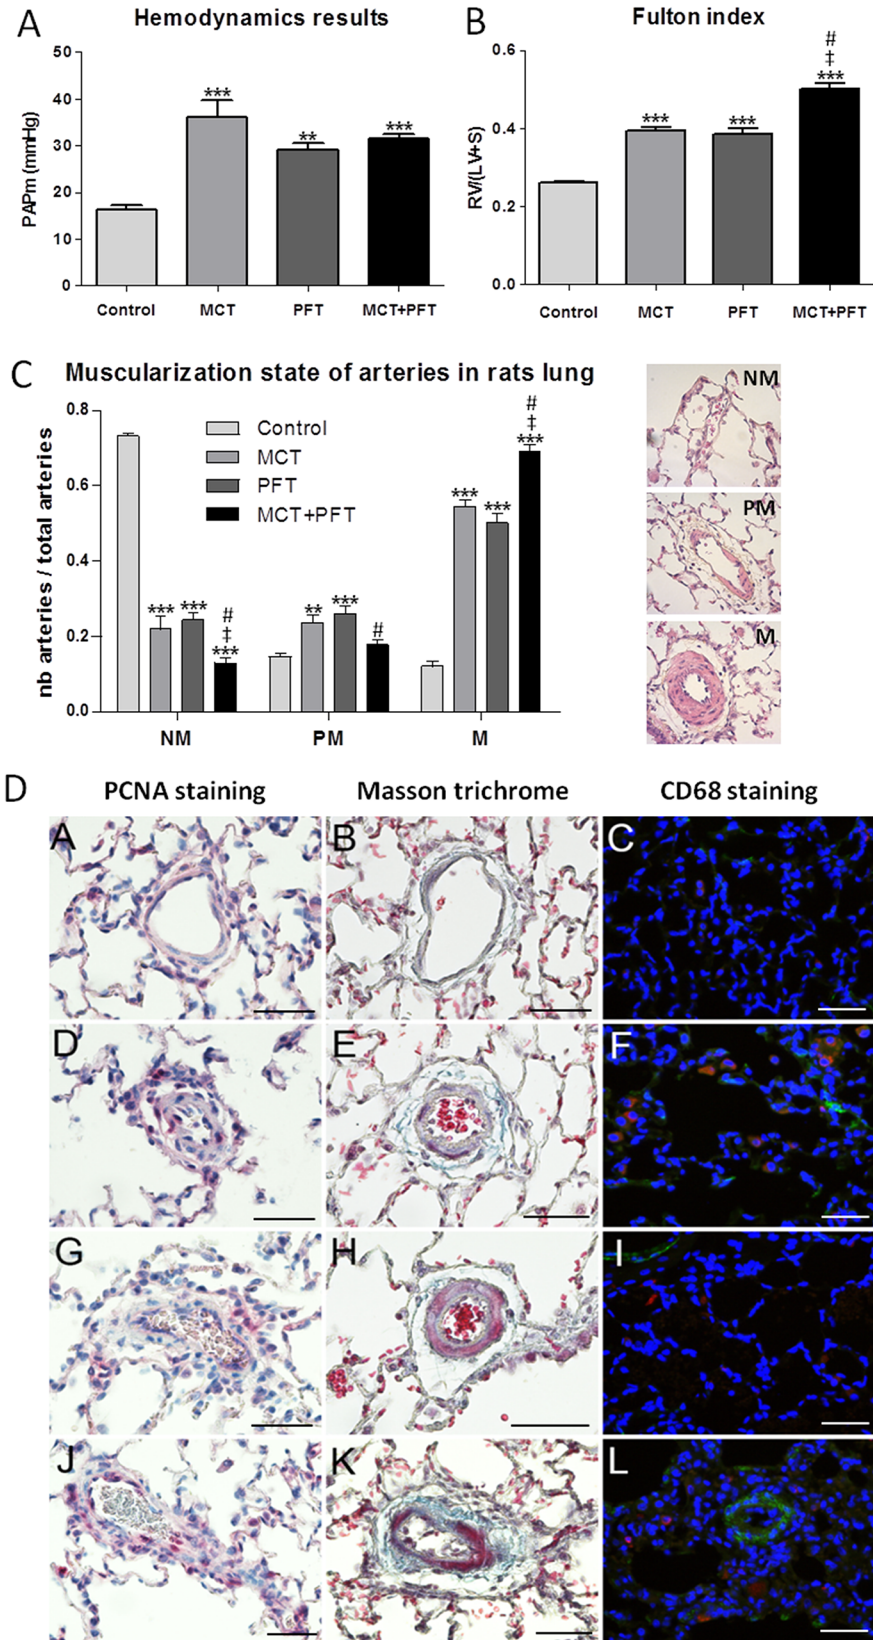 A
Hemodynamics results
50
40
30
20
10
0
PAPm (mmHg)
***
**
***
Control
MCT
PFT
MCT+PFT
B
Fulton index
0.6
0.4
0.2
0.0
RV/(LV+S)
***
***
#
‡
***
Control
MCT
PFT
MCT+PFT
C
Muscularization state of arteries in rats lung
0.8
0.6
0.4
0.2
0.0
nb arteries / total arteries
Control
MCT
PFT
MCT+PFT
***
***
#
‡
***
**
***
#
***
***
#
‡
***
NM
PM
M
NM
PM
M
D
PCNA staining
Masson trichrome
CD68 staining
A
B
C
D
E
F
G
H
I
J
K
L